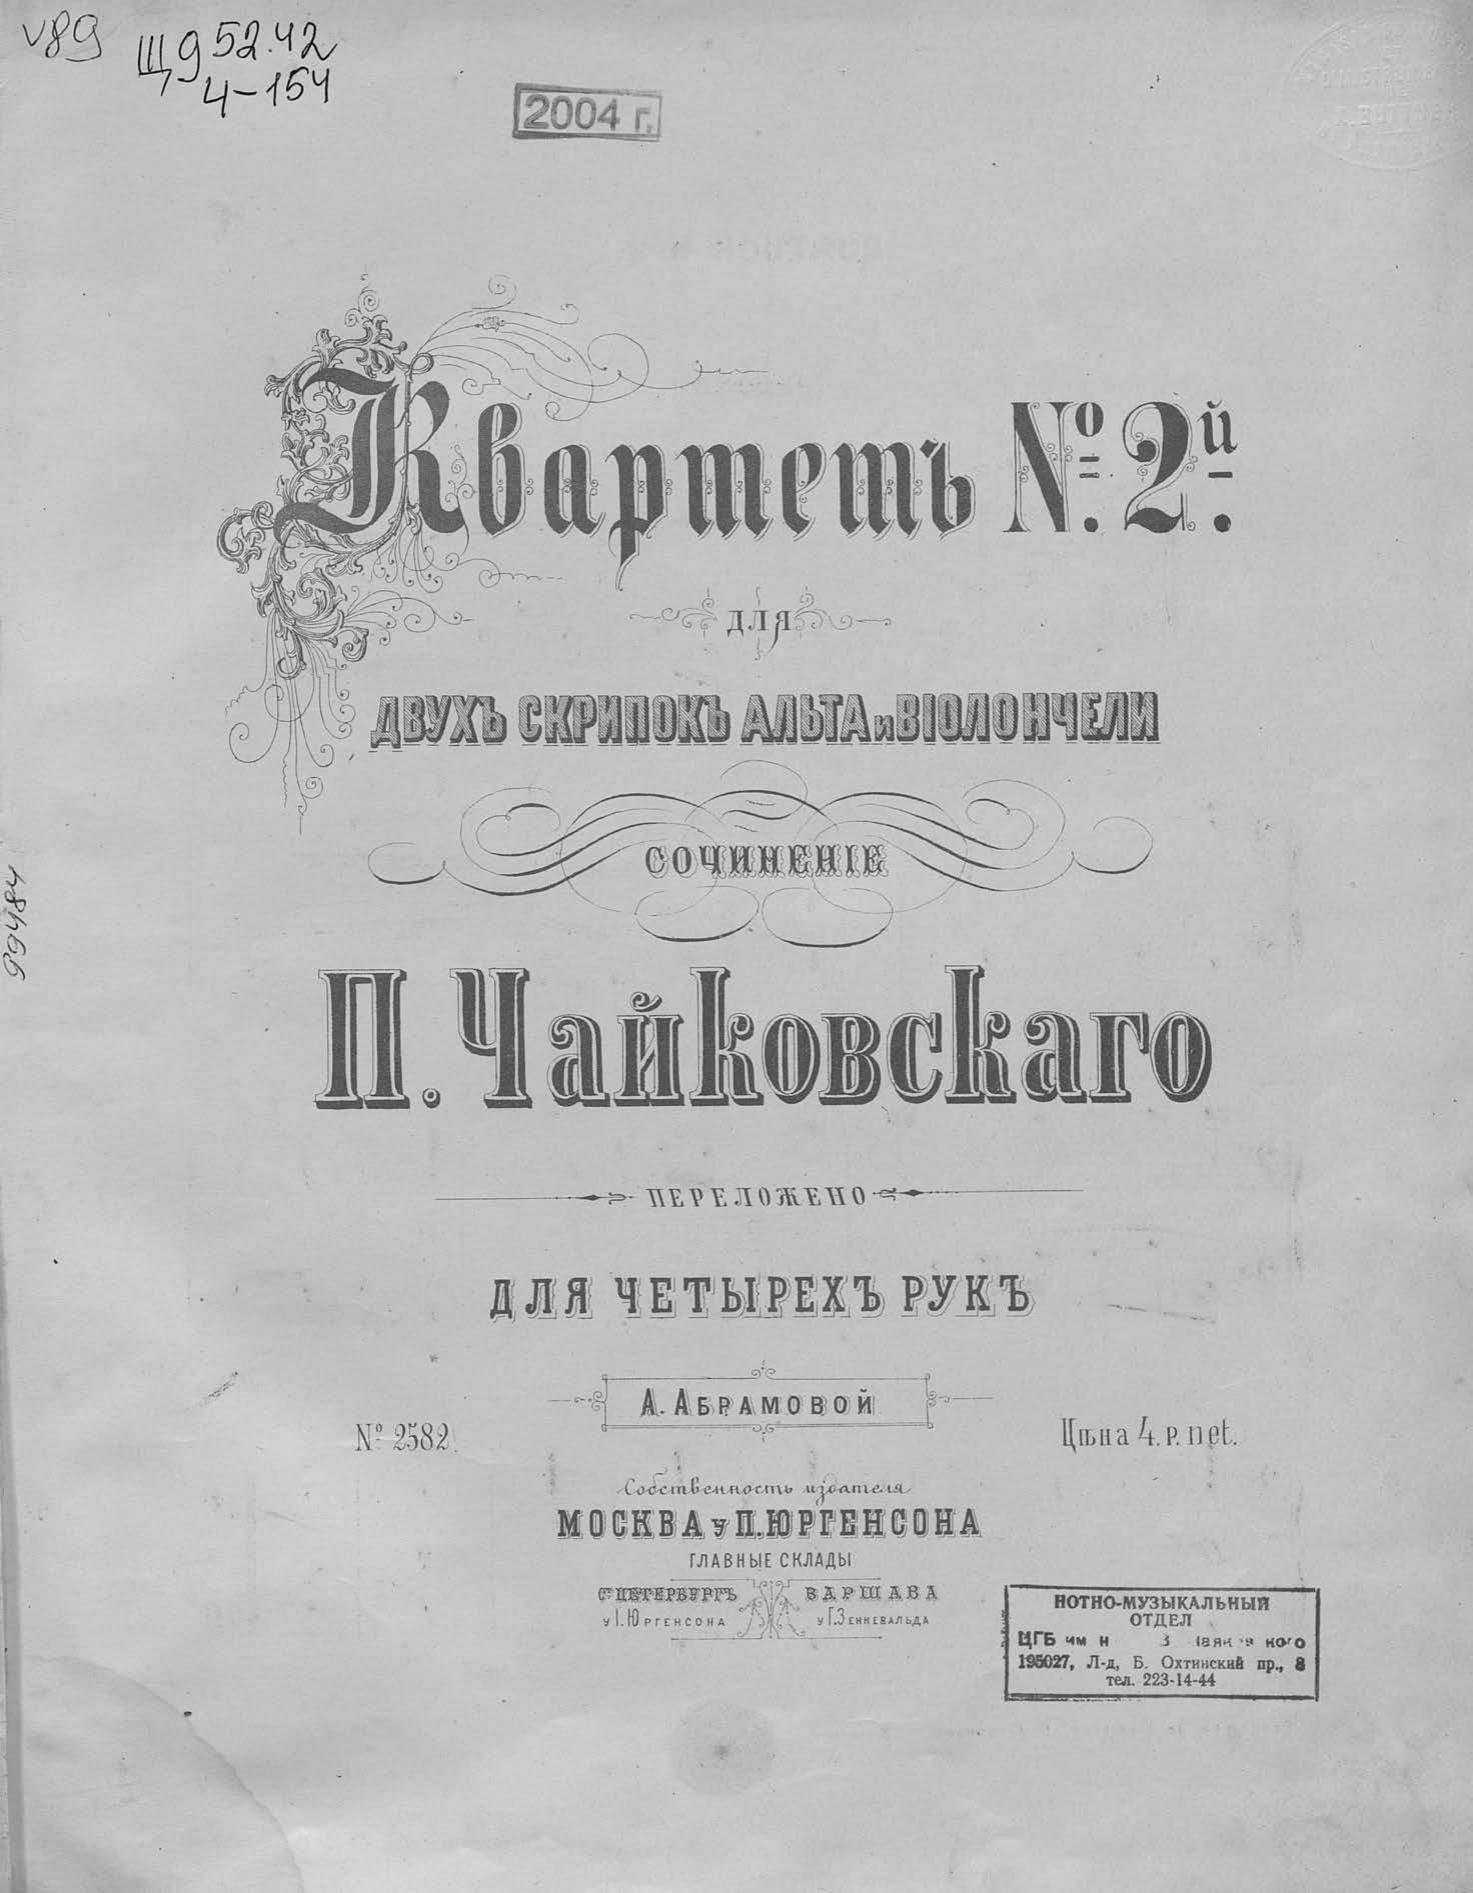 v89
Щ9 52.42
4-154
2004 г.
Квартетъ № 2й.
для
ДВУХЪ СКРИПОКЪ АЛЬТА и ВІОЛОНЧЕЛИ
СОЧИНЕНІЕ
П. Чайковскаго
ПЕРЕЛОЖЕНО
ДЛЯ ЧЕТЫРЕХЪ РУКЪ
А. АБРАМОВОЙ
№ 2582.
Цѣна 4. р. net.
Собственность издателя
МОСКВА у П. ЮРГЕНСОНА
ГЛАВНЫЕ СКЛАДЫ
С. ПЕТЕРБУРГЪ ВАРШАВА
у І. ЮРГЕНСОНА у Г. ЗЕННЕВАЛЬДА
НОТНО-МУЗЫКАЛЬНЫЙ
ОТДЕЛ
ЦГБ им
195027, Л-д, Б. Охтинский пр., 8
тел. 223-14-44
99484